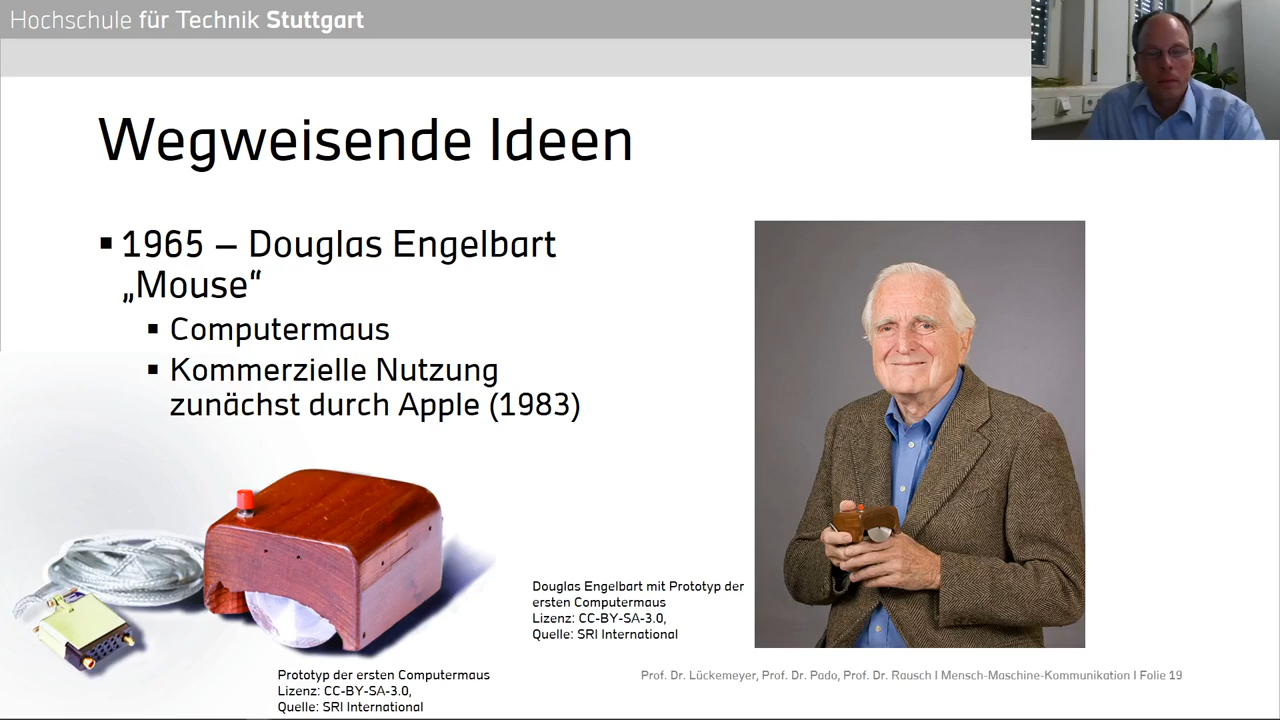 Hochschule für Technik Stuttgart
Wegweisende Ideen
▪ 1965 – Douglas Engelbart
„Mouse“
▪ Computermaus
▪ Kommerzielle Nutzung
zunächst durch Apple (1983)
Douglas Engelbart mit Prototyp der
ersten Computermaus
Lizenz: CC-BY-SA-3.0,
Quelle: SRI International
Prototyp der ersten Computermaus
Lizenz: CC-BY-SA-3.0,
Quelle: SRI International
Prof. Dr. Lückemeyer, Prof. Dr. Pado, Prof. Dr. Rausch I Mensch-Maschine-Kommunikation I Folie 19